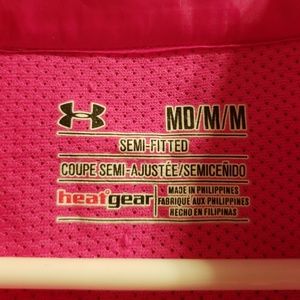 MD/M/M
SEMI-FITTED
COUPE SEMI-AJUSTÉE/SEMICEÑIDO
heatgear
MADE IN PHILIPPINES
FABRIQUÉ AUX PHILIPPINES
HECHO EN FILIPINAS